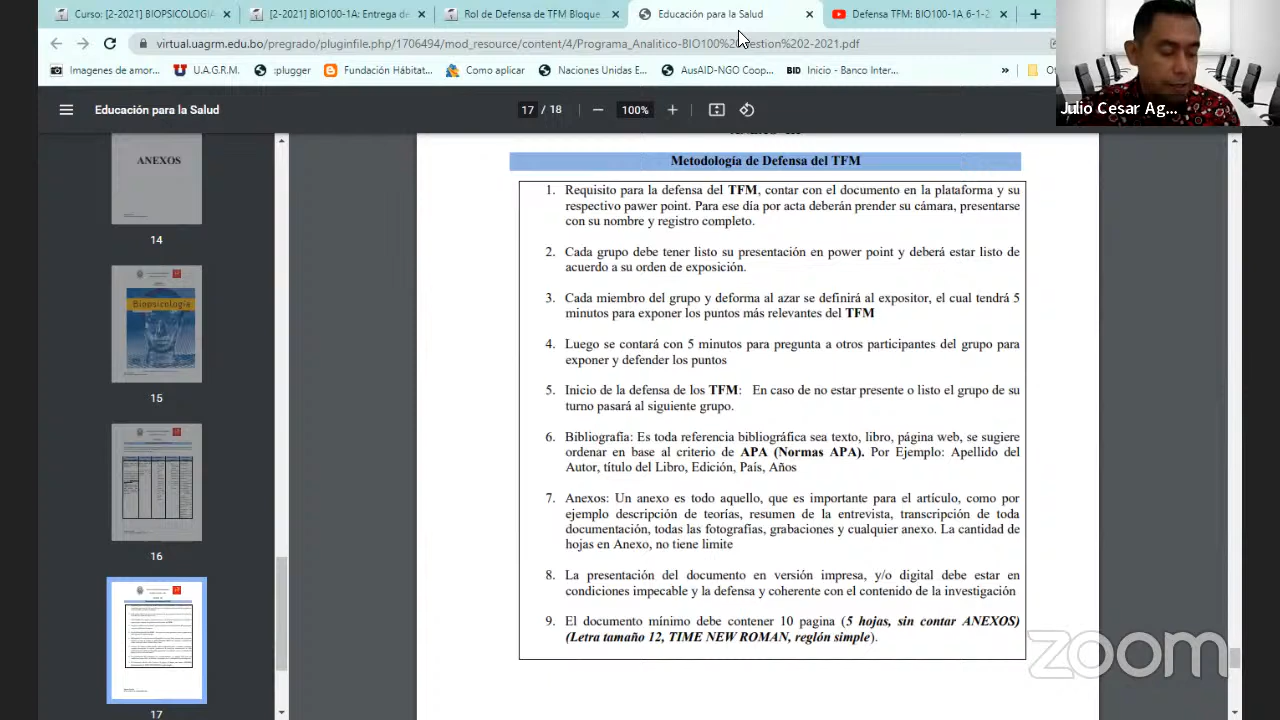 [2-2021] BIO100-1A: Entrega de
Rol de Defensa de TFM Bloque
Educación para la Salud
Defensa TFM: BIO100-1A 6-1-2
Curso: [2-2021] BIOPSICOLOGIA
virtual.uagrm.edu.bo/pregrado/pluginfile.php/1706494/mod_resource/content/4/Programa_Analitico-BIO100%20Gestion%202-2021.pdf
Imagenes de amor...
U.A.G.R.M.
:plugger
Fundación Hábitat...
Como aplicar
Naciones Unidas E...
AusAID-NGO Coop...
BID Inicio - Banco Inter...
»
Julio Cesar Ag...
Educación para la Salud
17 / 18
100%
ANEXOS
14
Biopsicología
15
16
17
Metodología de Defensa del TFM
1. Requisito para la defensa del TFM, contar con el documento en la plataforma y su
respectivo pawer point. Para ese día por acta deberán prender su cámara, presentarse
con su nombre y registro completo.
2. Cada grupo debe tener listo su presentación en power point y deberá estar listo de
acuerdo a su orden de exposición.
3. Cada miembro del grupo y deforma al azar se definirá al expositor, el cual tendrá 5
minutos para exponer los puntos más relevantes del TFM
4. Luego se contará con 5 minutos para pregunta a otros participantes del grupo para
exponer y defender los puntos
5. Inicio de la defensa de los TFM: En caso de no estar presente o listo el grupo de su
turno pasará al siguiente grupo.
6. Bibliografía: Es toda referencia bibliográfica sea texto, libro, página web, se sugiere
ordenar en base al criterio de APA (Normas APA). Por Ejemplo: Apellido del
Autor, título del Libro, Edición, País, Años
7. Anexos: Un anexo es todo aquello, que es importante para el artículo, como por
ejemplo descripción de teorías, resumen de la entrevista, transcripción de toda
documentación, todas las fotografías, grabaciones y cualquier anexo. La cantidad de
hojas en Anexo, no tiene limite
8. La presentación del documento en versión impresa, y/o digital debe estar en
condiciones impecable y la defensa y coherente con el contenido de la investigación
9. El documento mínimo debe contener 10 pagina (5 hojas, sin contar ANEXOS)
(Letra tamaño 12, TIME NEW ROMAN, reglón simple).
zoom